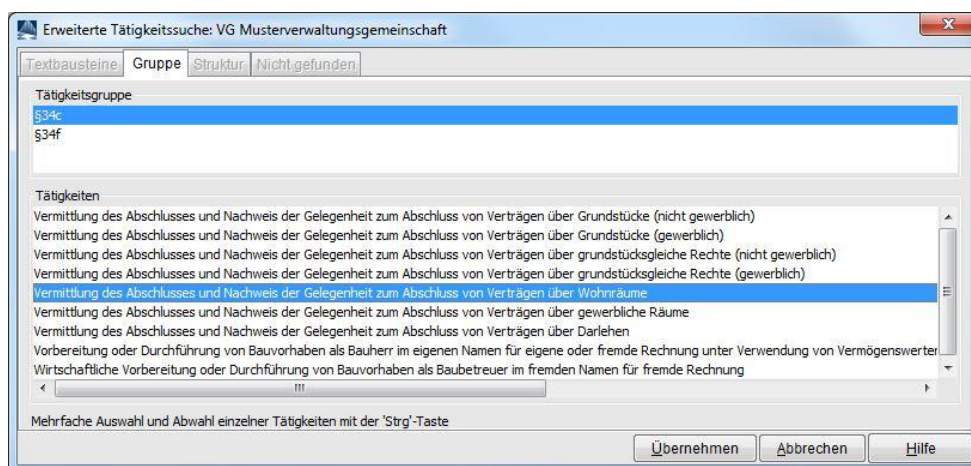 Erweiterte Tätigkeitssuche: VG Musterverwaltungsgemeinschaft
Textbausteine Gruppe Struktur Nicht gefunden
Tätigkeitsgruppe
§34c
§34f
Tätigkeiten
Vermittlung des Abschlusses und Nachweis der Gelegenheit zum Abschluss von Verträgen über Grundstücke (nicht gewerblich)
Vermittlung des Abschlusses und Nachweis der Gelegenheit zum Abschluss von Verträgen über Grundstücke (gewerblich)
Vermittlung des Abschlusses und Nachweis der Gelegenheit zum Abschluss von Verträgen über grundstücksgleiche Rechte (nicht gewerblich)
Vermittlung des Abschlusses und Nachweis der Gelegenheit zum Abschluss von Verträgen über grundstücksgleiche Rechte (gewerblich)
Vermittlung des Abschlusses und Nachweis der Gelegenheit zum Abschluss von Verträgen über Wohnräume
Vermittlung des Abschlusses und Nachweis der Gelegenheit zum Abschluss von Verträgen über gewerbliche Räume
Vermittlung des Abschlusses und Nachweis der Gelegenheit zum Abschluss von Verträgen über Darlehen
Vorbereitung oder Durchführung von Bauvorhaben als Bauherr im eigenen Namen für eigene oder fremde Rechnung unter Verwendung von Vermögenswerter
Wirtschaftliche Vorbereitung oder Durchführung von Bauvorhaben als Baubetreuer im fremden Namen für fremde Rechnung
Mehrfache Auswahl und Abwahl einzelner Tätigkeiten mit der 'Strg'-Taste
Übernehmen Abbrechen Hilfe